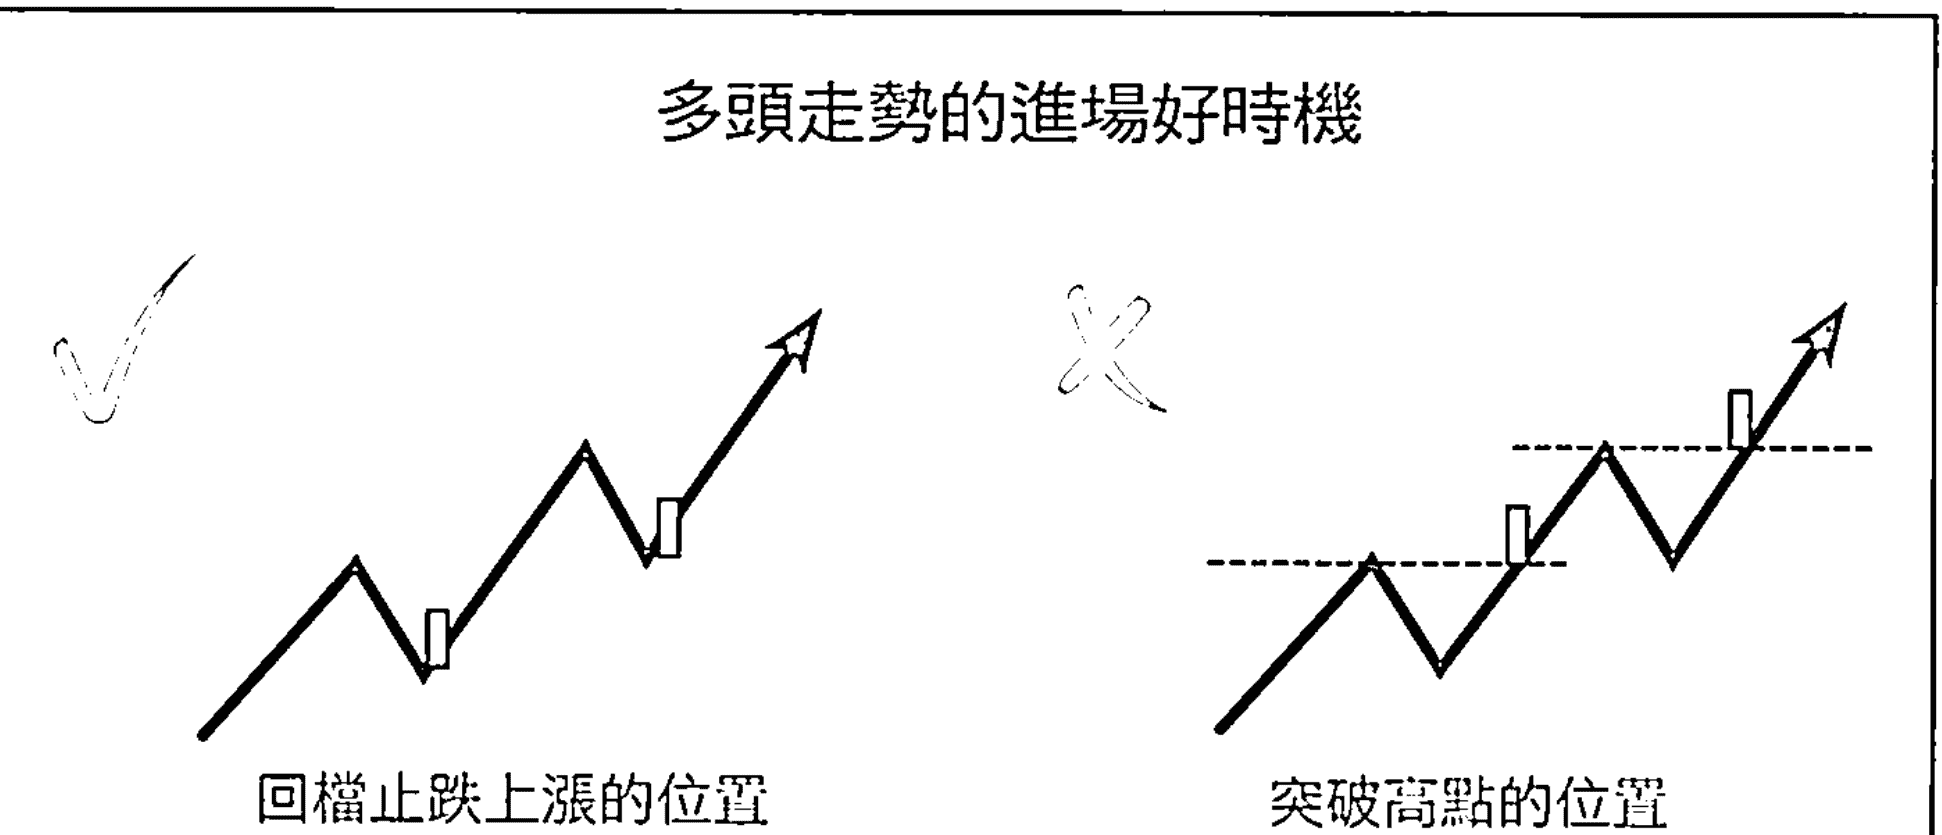 多頭走勢的進場好時機
回檔止跌上漲的位置
突破高點的位置